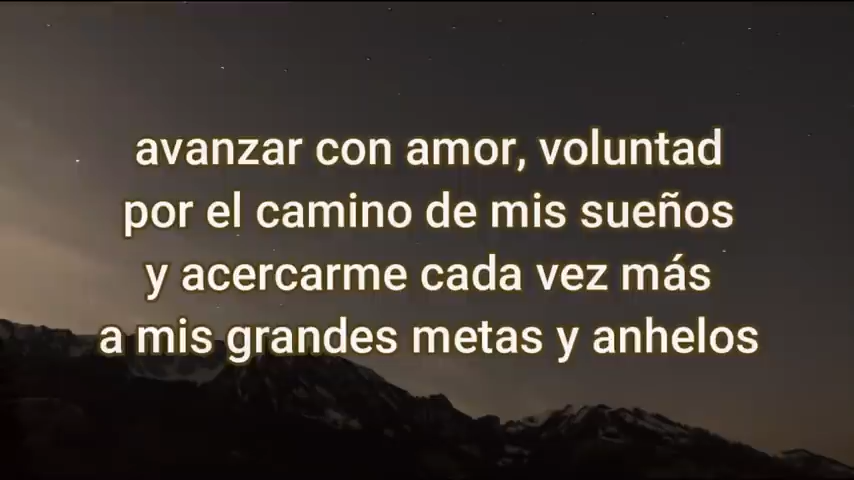 avanzar con amor, voluntad
por el camino de mis sueños
y acercarme cada vez más
a mis grandes metas y anhelos